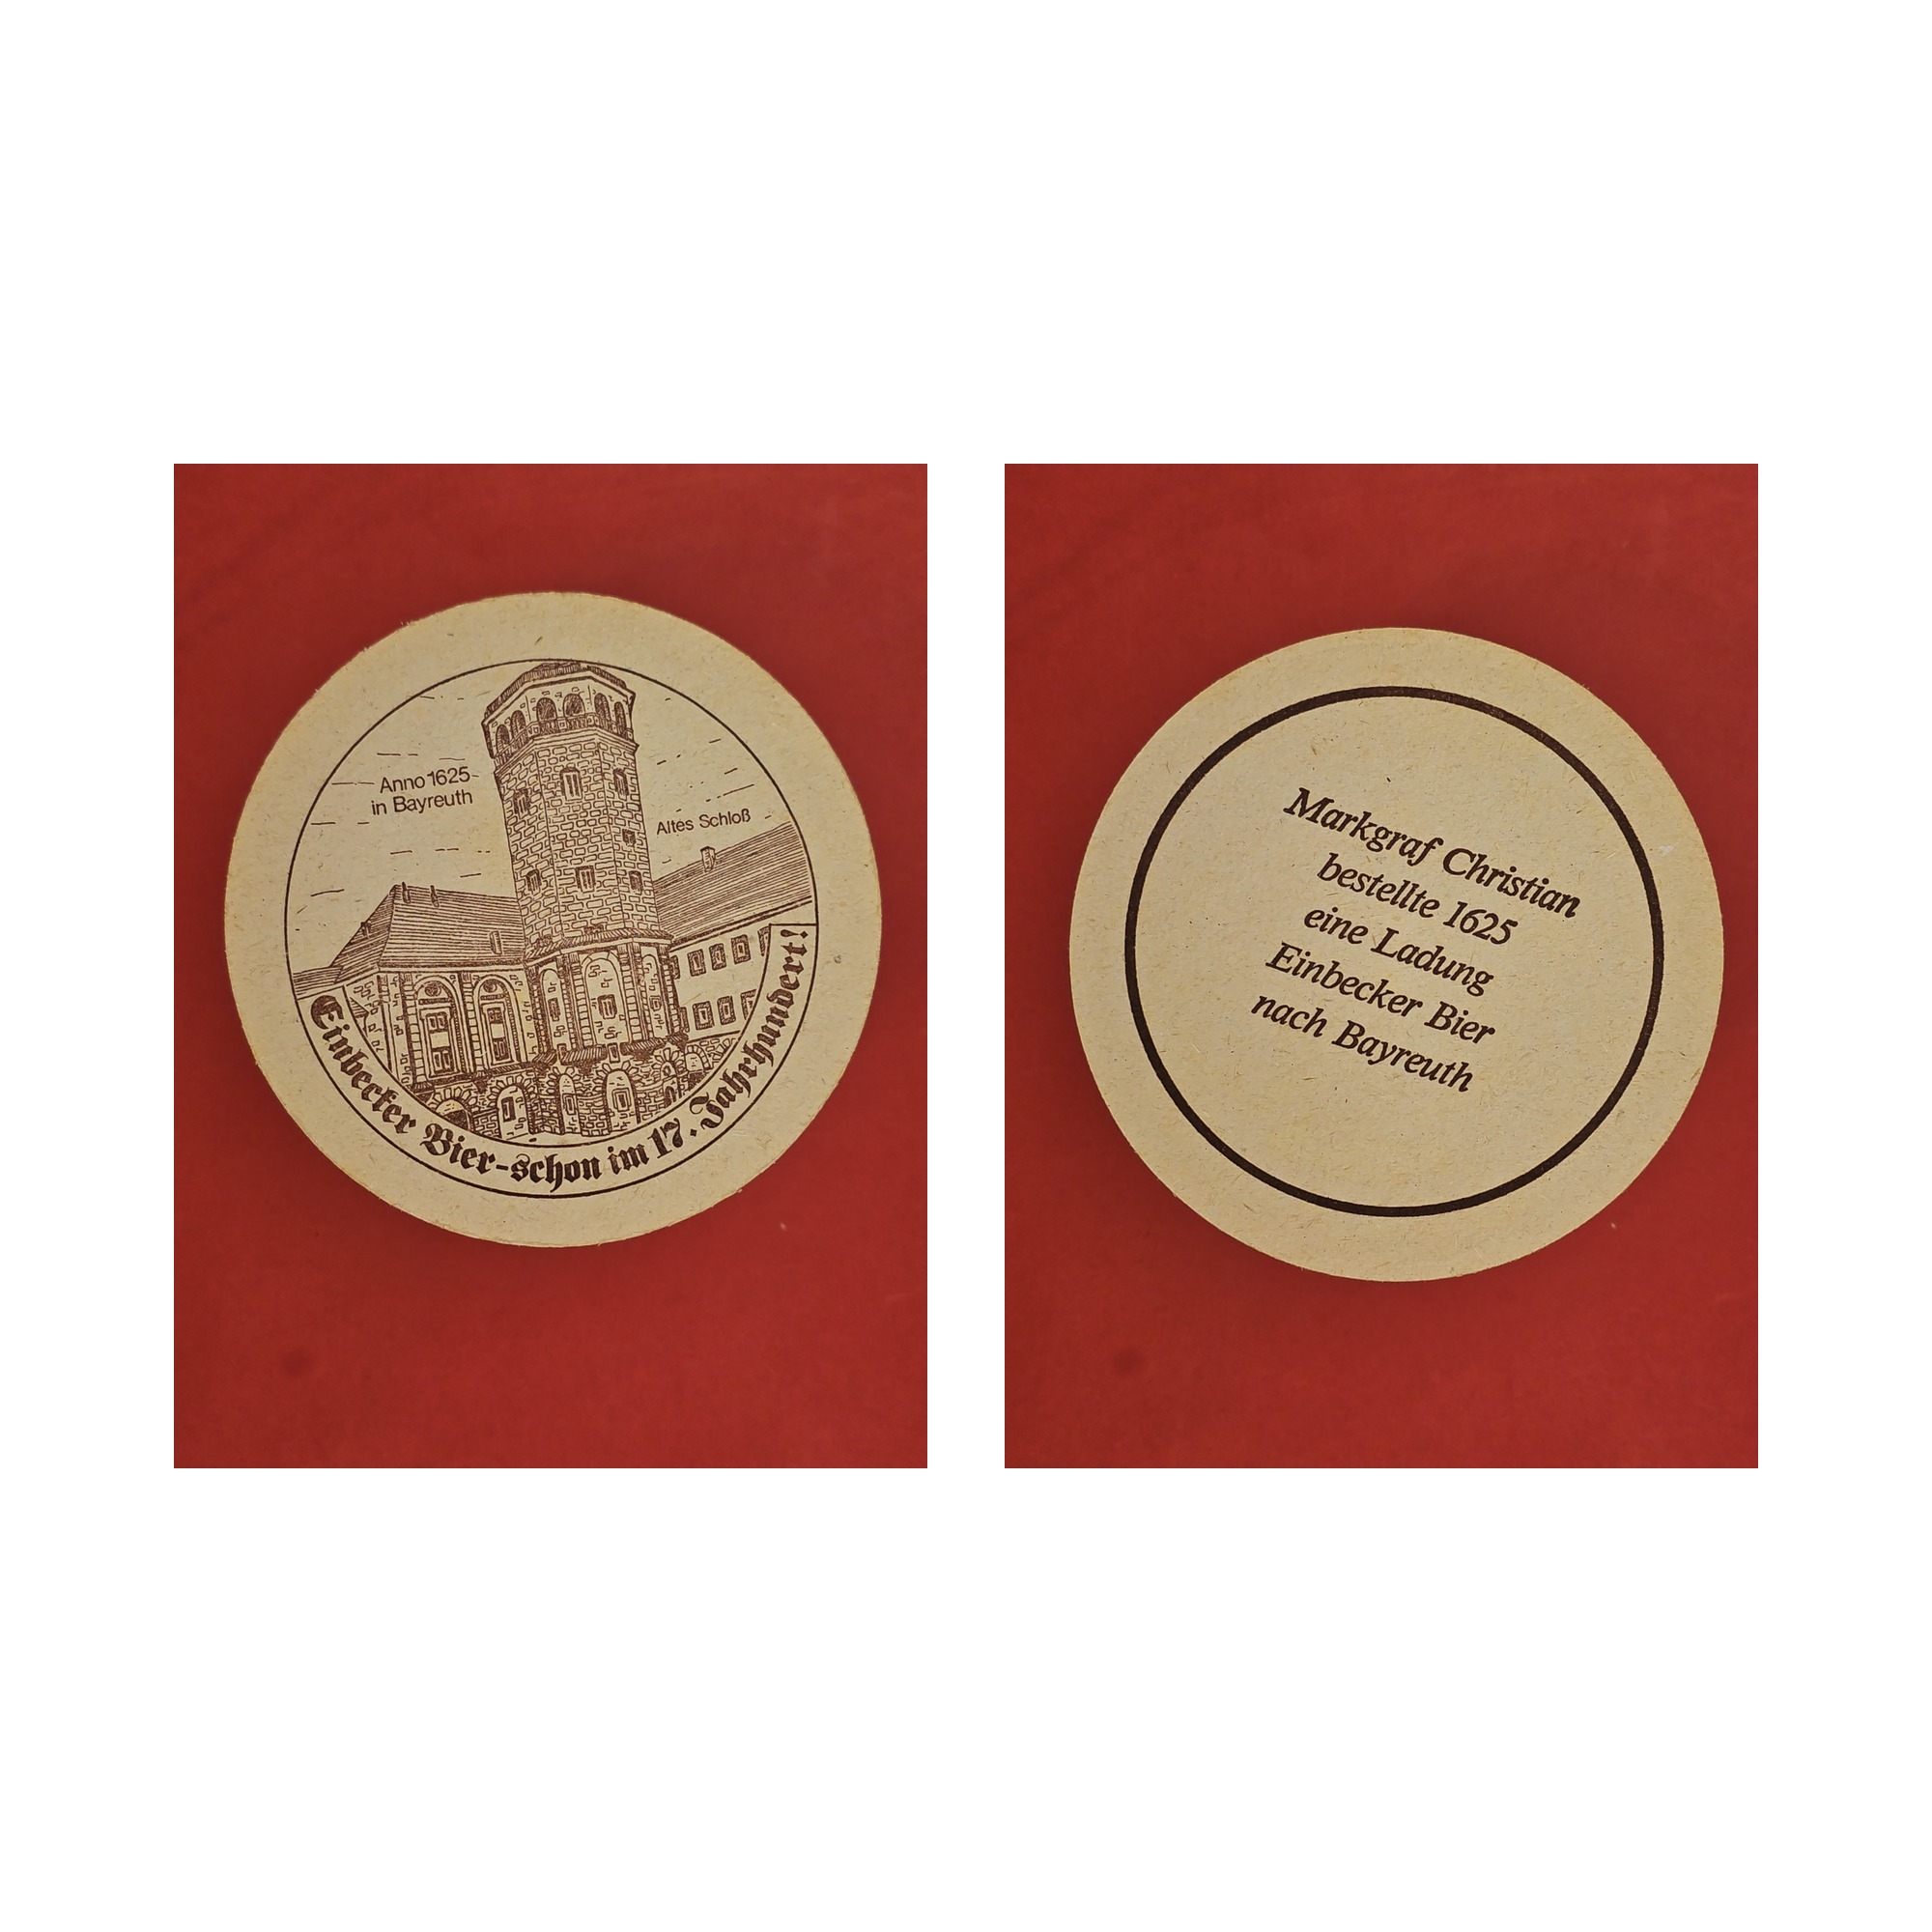 Anno 1625
in Bayreuth
Altes Schloß
Einbecker Bier-schon im 17. Jahrhundert!
Markgraf Christian
bestellte 1625
eine Ladung
Einbecker Bier
nach Bayreuth